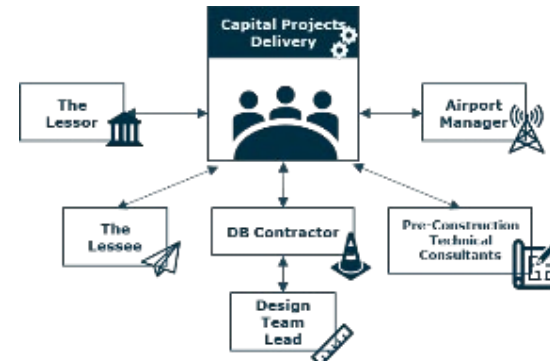 Capital Projects
Delivery
The
Lessor
Airport
Manager
The
Lessee
DB Contractor
Pre-Construction
Technical
Consultants
Design
Team
Lead